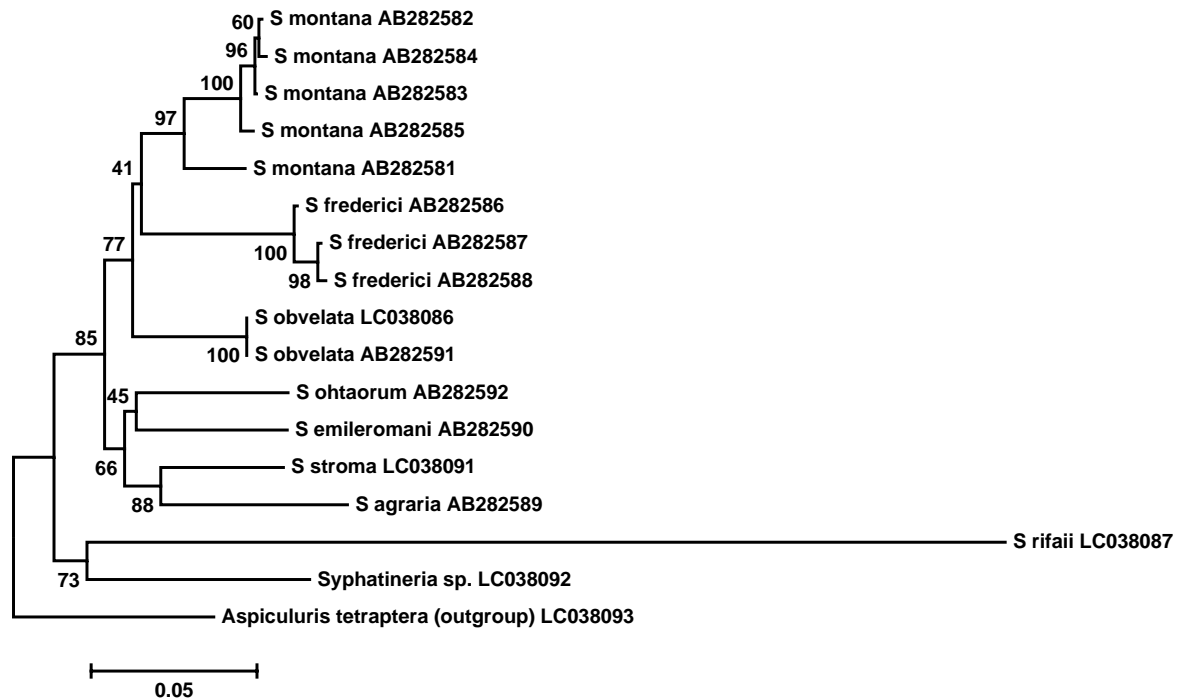 60
S montana AB282582
96
S montana AB282584
100
S montana AB282583
97
S montana AB282585
41
S montana AB282581
S frederici AB282586
77
100
S frederici AB282587
98
S frederici AB282588
S obvelata LC038086
85
100
S obvelata AB282591
45
S ohtaorum AB282592
S emileromani AB282590
66
S stroma LC038091
88
S agraria AB282589
S rifaii LC038087
73
Syphatineria sp. LC038092
Aspiculuris tetraptera (outgroup) LC038093
0.05